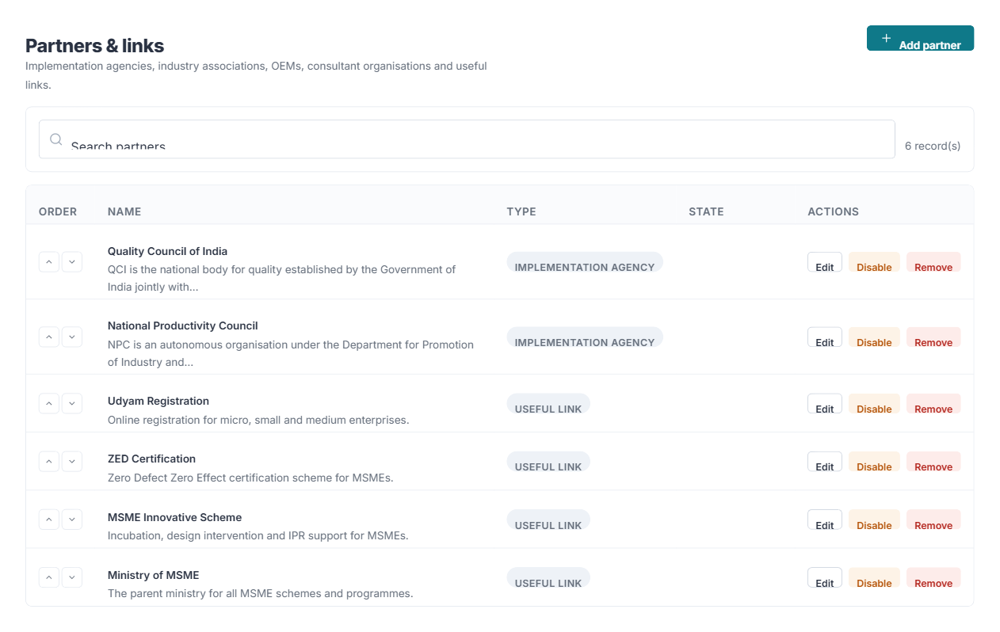 Partners & links
Add partner
Implementation agencies, industry associations, OEMs, consultant organisations and useful
links.
Search partners
6 record(s)
ORDER NAME TYPE STATE ACTIONS
Quality Council of India
QCI is the national body for quality established by the Government of
India jointly with...
IMPLEMENTATION AGENCY
Edit Disable Remove
National Productivity Council
NPC is an autonomous organisation under the Department for Promotion
of Industry and...
IMPLEMENTATION AGENCY
Edit Disable Remove
Udyam Registration
Online registration for micro, small and medium enterprises.
USEFUL LINK
Edit Disable Remove
ZED Certification
Zero Defect Zero Effect certification scheme for MSMEs.
USEFUL LINK
Edit Disable Remove
MSME Innovative Scheme
Incubation, design intervention and IPR support for MSMEs.
USEFUL LINK
Edit Disable Remove
Ministry of MSME
The parent ministry for all MSME schemes and programmes.
USEFUL LINK
Edit Disable Remove